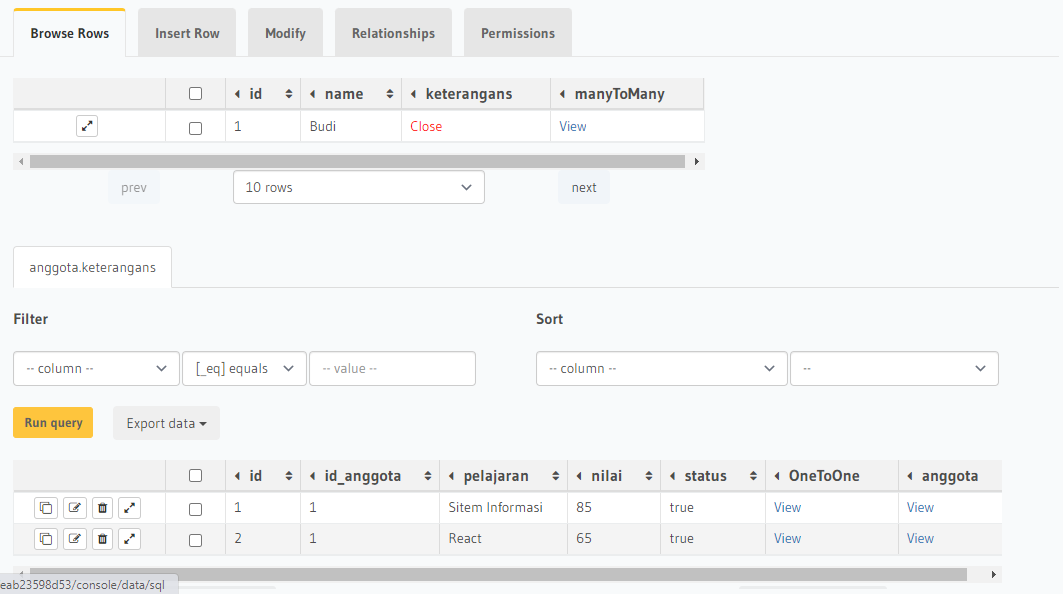 Browse Rows Insert Row Modify Relationships Permissions
id name keterangans manyToMany
1 Budi Close View
prev 10 rows next
anggota.keterangans
Filter Sort
-- column -- [_eq] equals -- value -- -- column -- --
Run query Export data
id id_anggota pelajaran nilai status OneToOne anggota
1 1 Sitem Informasi 85 true View View
2 1 React 65 true View View
eab23598d53/console/data/sql